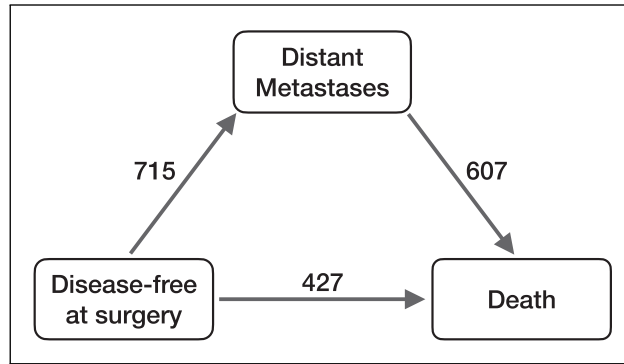 Distant
Metastases
715
607
Disease-free
at surgery
427
Death